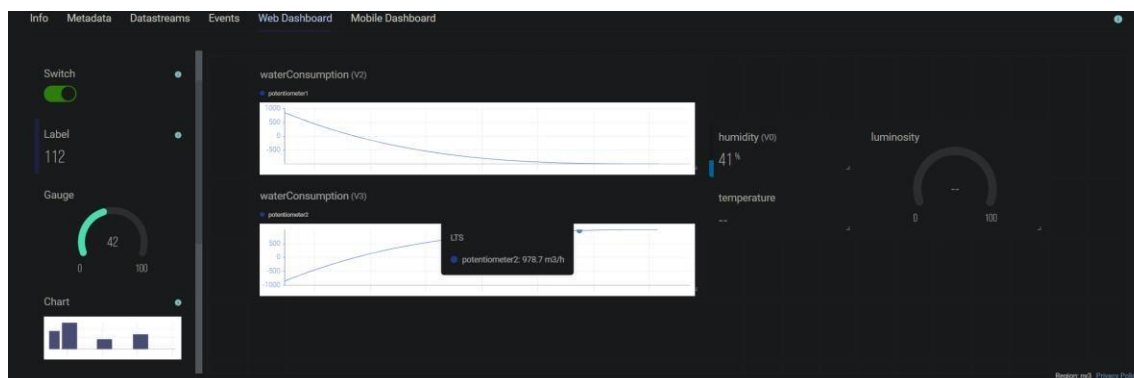 Info Metadata Datastreams Events Web Dashboard Mobile Dashboard
Switch
Label
112
Gauge
42
0 100
Chart
waterConsumption (V2)
potentiometer1
1000
500
0
-500
waterConsumption (V3)
potentiometer2
500
0
-500
-1000
LTS
potentiometer2: 978.7 m3/h
humidity (V0)
41 %
temperature
--
luminosity
--
0 100
Region: ny3 Privacy Poli